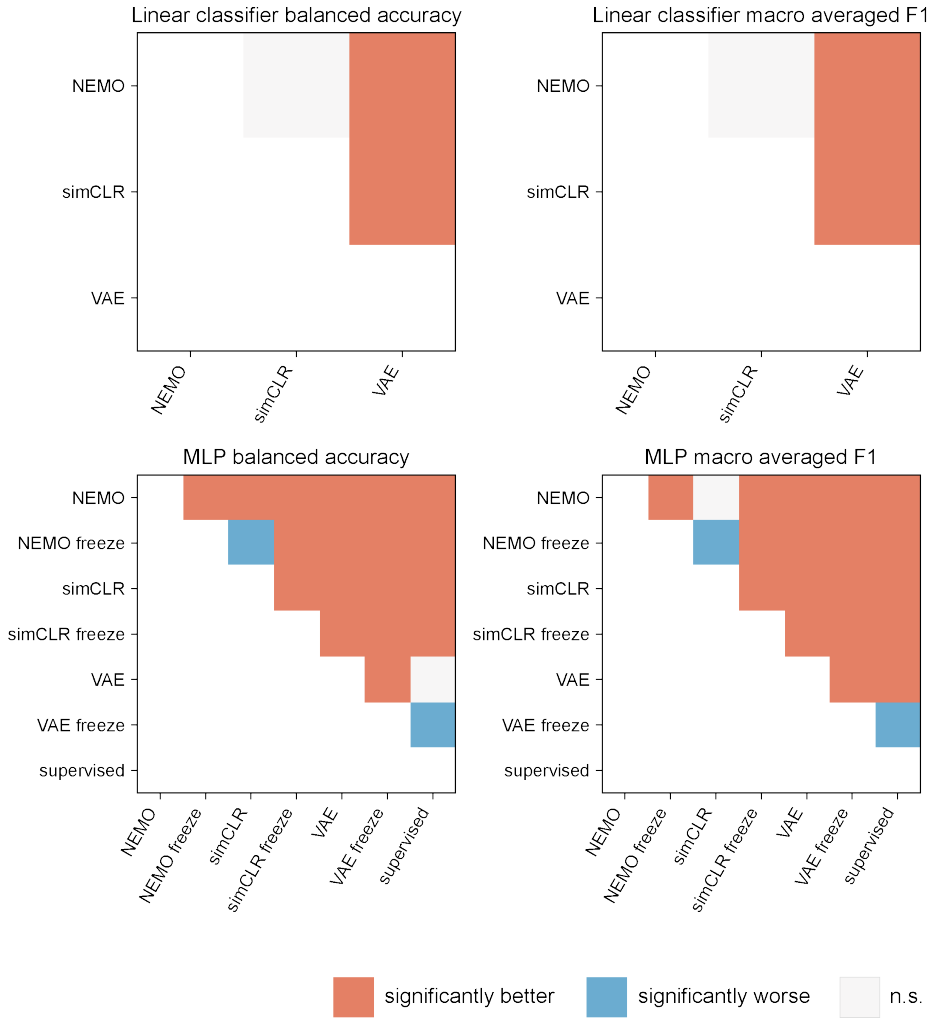 Linear classifier balanced accuracy
NEMO
simCLR
VAE
NEMO
simCLR
VAE
Linear classifier macro averaged F1
NEMO
simCLR
VAE
NEMO
simCLR
VAE
MLP balanced accuracy
NEMO
NEMO freeze
simCLR
simCLR freeze
VAE
VAE freeze
supervised
NEMO
NEMO freeze
simCLR
simCLR freeze
VAE
VAE freeze
supervised
MLP macro averaged F1
NEMO
NEMO freeze
simCLR
simCLR freeze
VAE
VAE freeze
supervised
NEMO
NEMO freeze
simCLR
simCLR freeze
VAE
VAE freeze
supervised
significantly better
significantly worse
n.s.